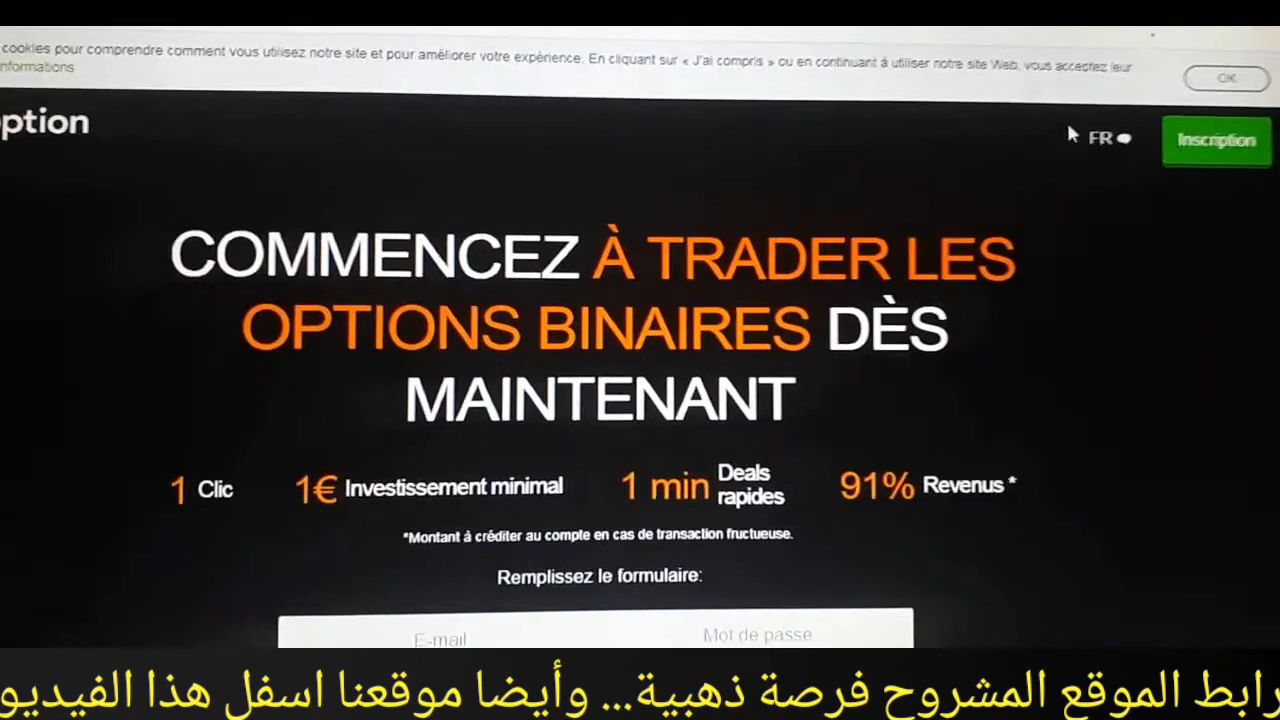 cookies pour comprendre comment vous utilisez notre site et pour améliorer votre expérience. En cliquant sur « J'ai compris » ou en continuant à utiliser notre site Web, vous acceptez leur
informations
option
FR
Inscription
COMMENCEZ À TRADER LES
OPTIONS BINAIRES DÈS
MAINTENANT
1 Clic
1€ Investissement minimal
1 min Deals rapides
91% Revenus *
*Montant à créditer au compte en cas de transaction fructueuse.
Remplissez le formulaire:
E-mail
Mot de passe
رابط الموقع المشروح فرصة ذهبية... وأيضا موقعنا اسفل هذا الفيديو